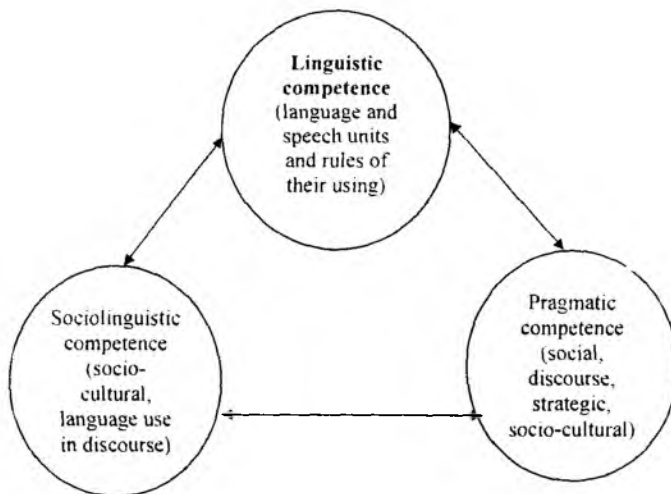 Linguistic
competence
(language and
speech units
and rules of
their using)
Sociolinguistic
competence
(socio-
cultural,
language use
in discourse)
Pragmatic
competence
(social,
discourse,
strategic,
socio-cultural)